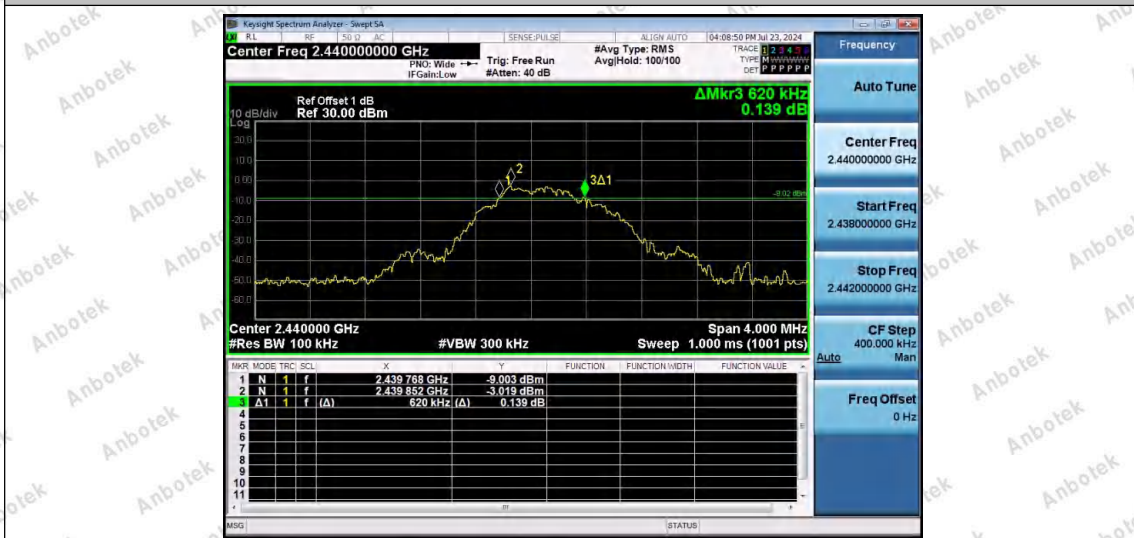 Keysight Spectrum Analyzer - Swept SA
RL RF 50 Ω AC SENSE:PULSE ALIGN AUTO 04:08:50 PM Jul 23, 2024
Center Freq 2.440000000 GHz
PNO: Wide
IFGain:Low
Trig: Free Run
#Atten: 40 dB
#Avg Type: RMS
Avg|Hold: 100/100
TRACE 1 2 3 4 5 6
TYPE M W W W W W
DET P P P P P P
Ref Offset 1 dB
Ref 30.00 dBm
10 dB/div
Log
ΔMkr3 620 kHz
0.139 dB
20.0
10.0
0.00
-10.0
-20.0
-30.0
-40.0
-50.0
-60.0
1
2
3Δ1
-9.02 dBm
Center 2.440000 GHz Span 4.000 MHz
#Res BW 100 kHz #VBW 300 kHz Sweep 1.000 ms (1001 pts)
MKR MODE TRC SCL X Y FUNCTION FUNCTION WIDTH FUNCTION VALUE
1 N 1 f 2.439 768 GHz -9.003 dBm
2 N 1 f 2.439 852 GHz -3.019 dBm
3 Δ1 1 f (Δ) 620 kHz (Δ) 0.139 dB
4
5
6
7
8
9
10
11
MSG STATUS
Frequency
Auto Tune
Center Freq
2.440000000 GHz
Start Freq
2.438000000 GHz
Stop Freq
2.442000000 GHz
CF Step
400.000 kHz
Auto Man
Freq Offset
0 Hz
Anbotek